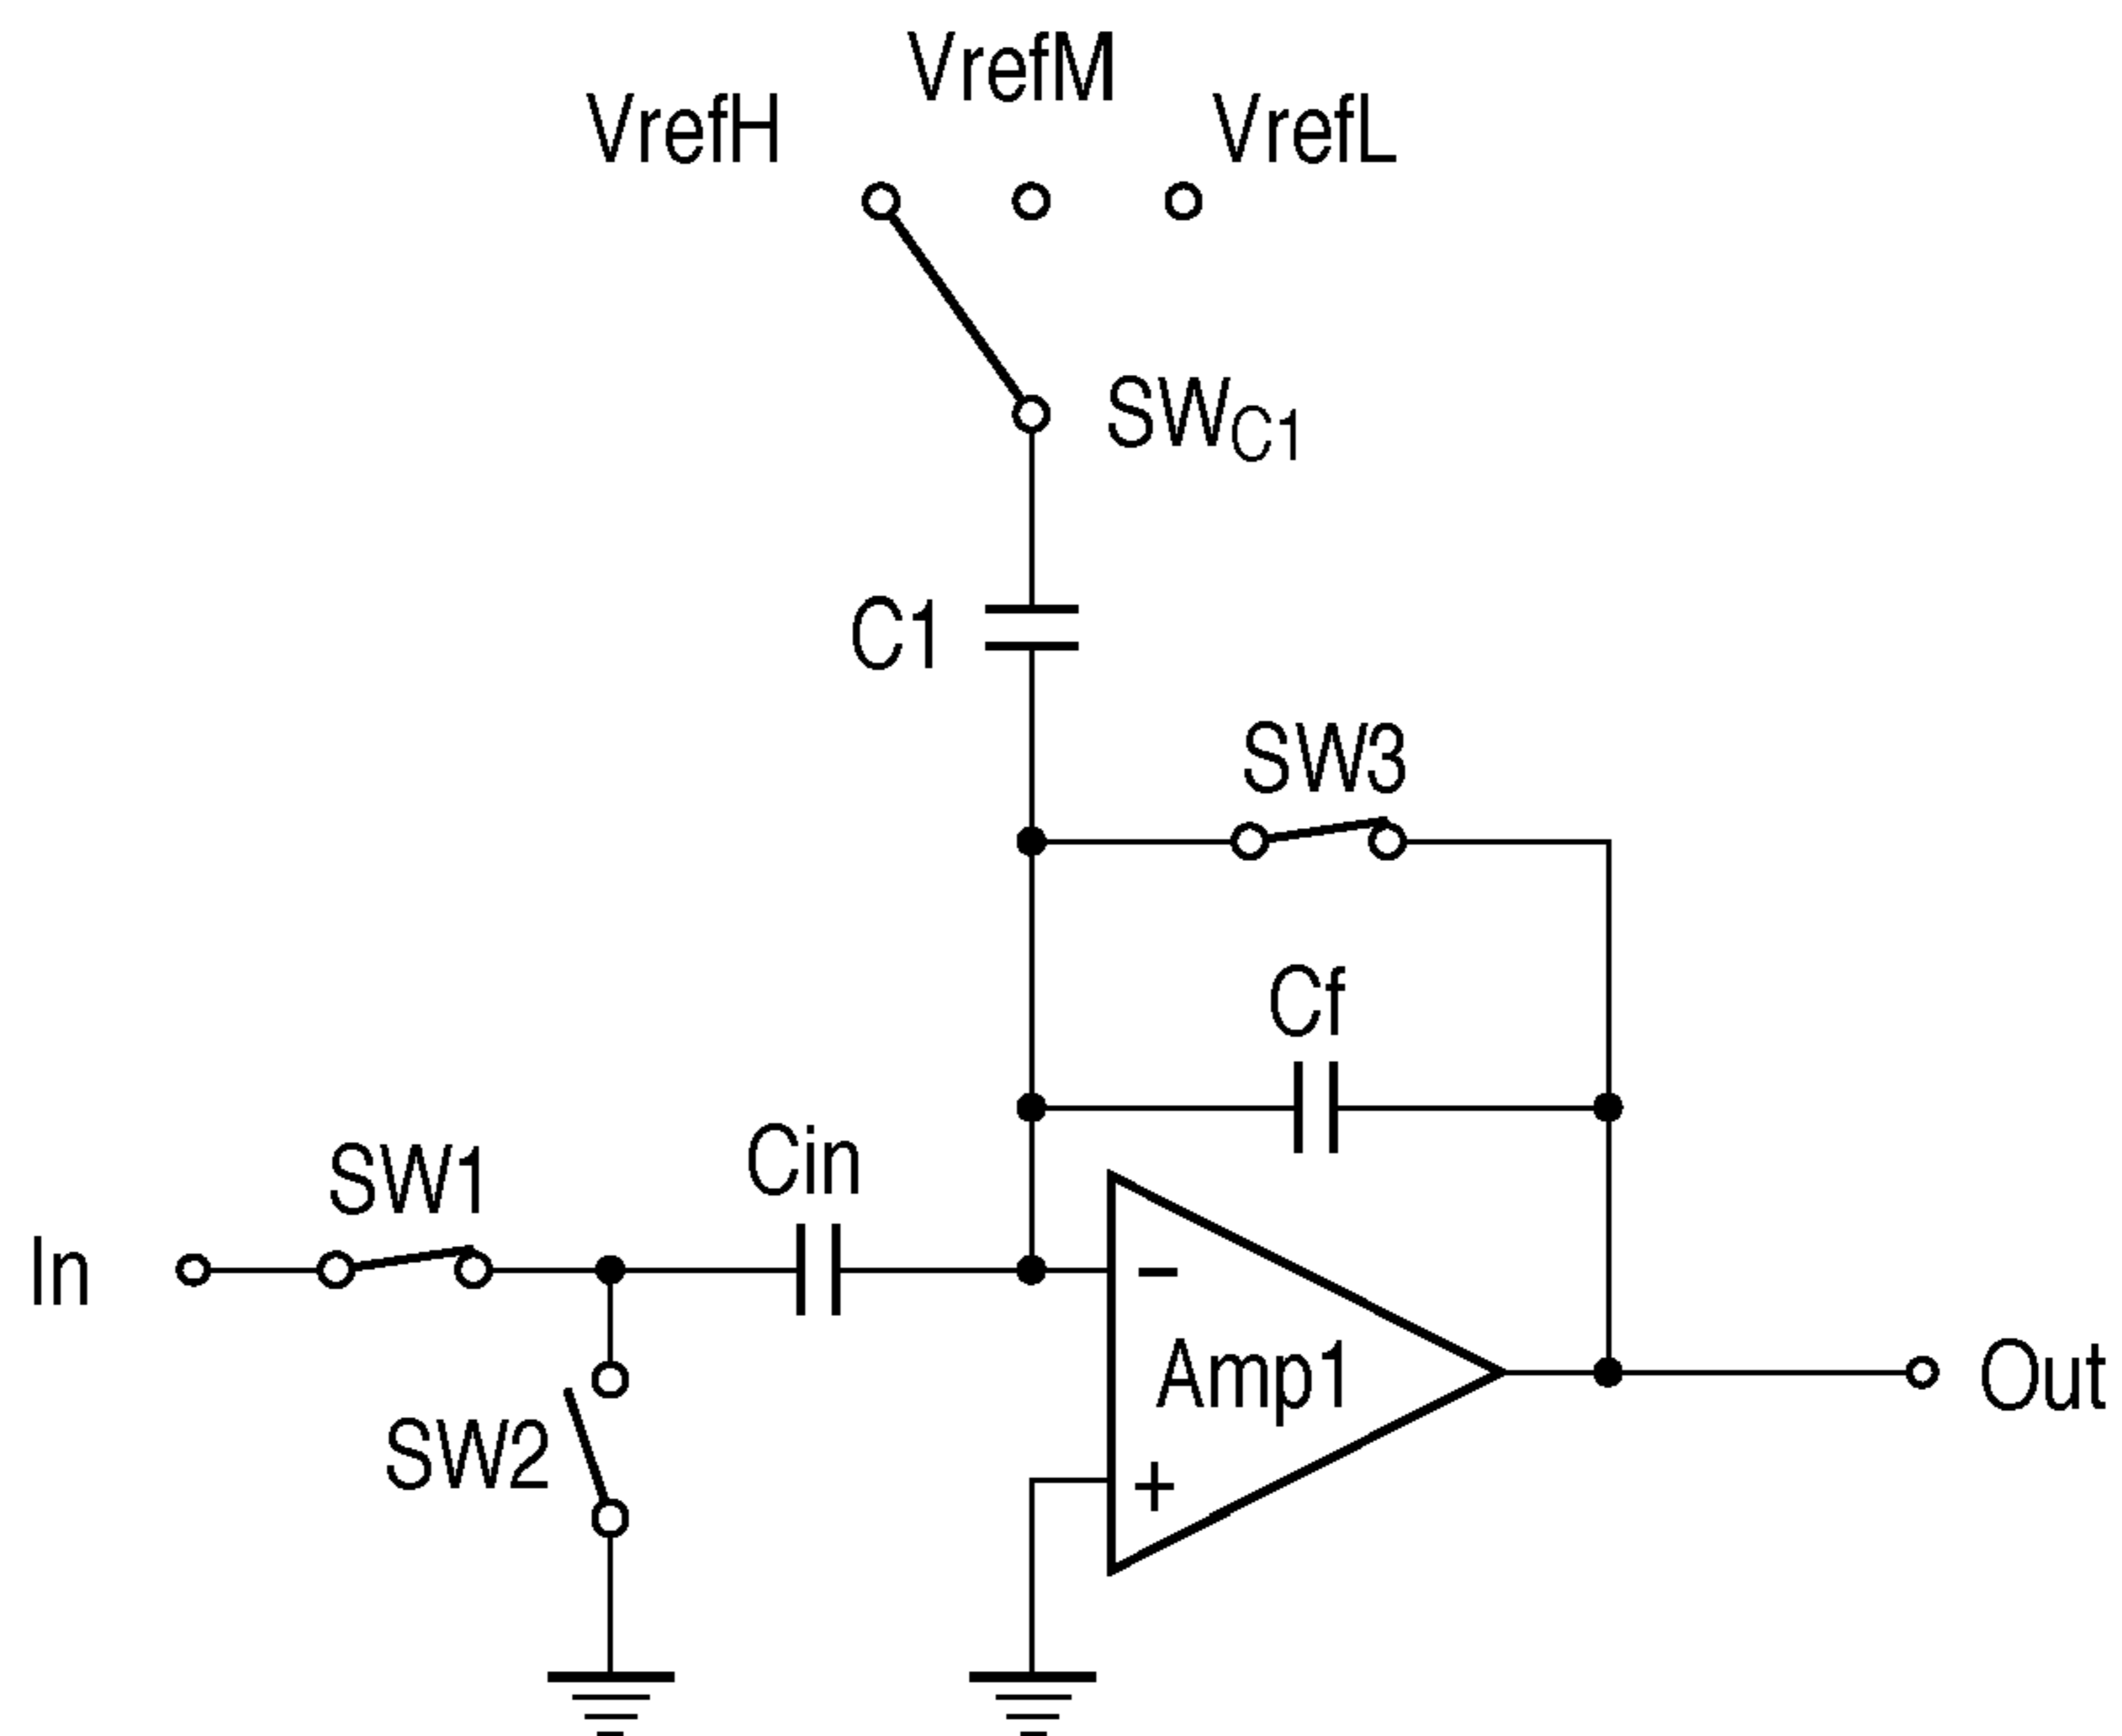 VrefM
VrefH
VrefL
SWC1
C1
SW3
Cf
Cin
SW1
In
-
Amp1
Out
SW2
+